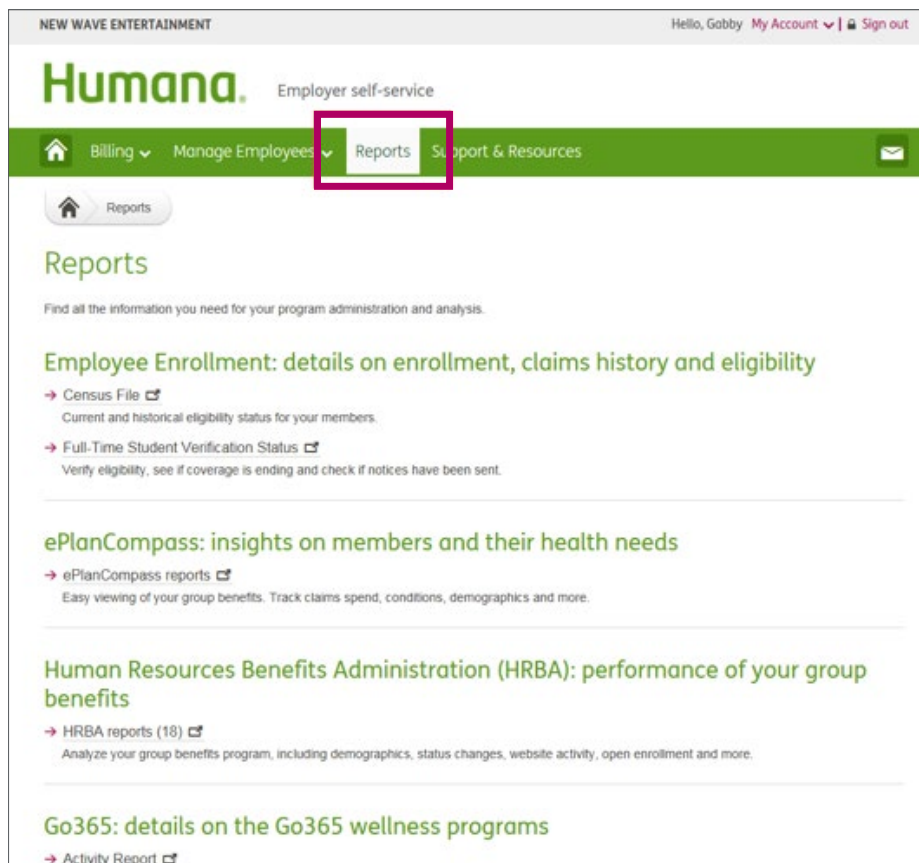 NEW WAVE ENTERTAINMENT Hello, Gabby My Account | Sign out
Humana. Employer self-service
Billing Manage Employees Reports Support & Resources
Reports
Reports
Find all the information you need for your program administration and analysis.
Employee Enrollment: details on enrollment, claims history and eligibility
→ Census File
Current and historical eligibility status for your members.
→ Full-Time Student Verification Status
Verify eligibility, see if coverage is ending and check if notices have been sent.
ePlanCompass: insights on members and their health needs
→ ePlanCompass reports
Easy viewing of your group benefits. Track claims spend, conditions, demographics and more.
Human Resources Benefits Administration (HRBA): performance of your group
benefits
→ HRBA reports (18)
Analyze your group benefits program, including demographics, status changes, website activity, open enrollment and more.
Go365: details on the Go365 wellness programs
→ Activity Report